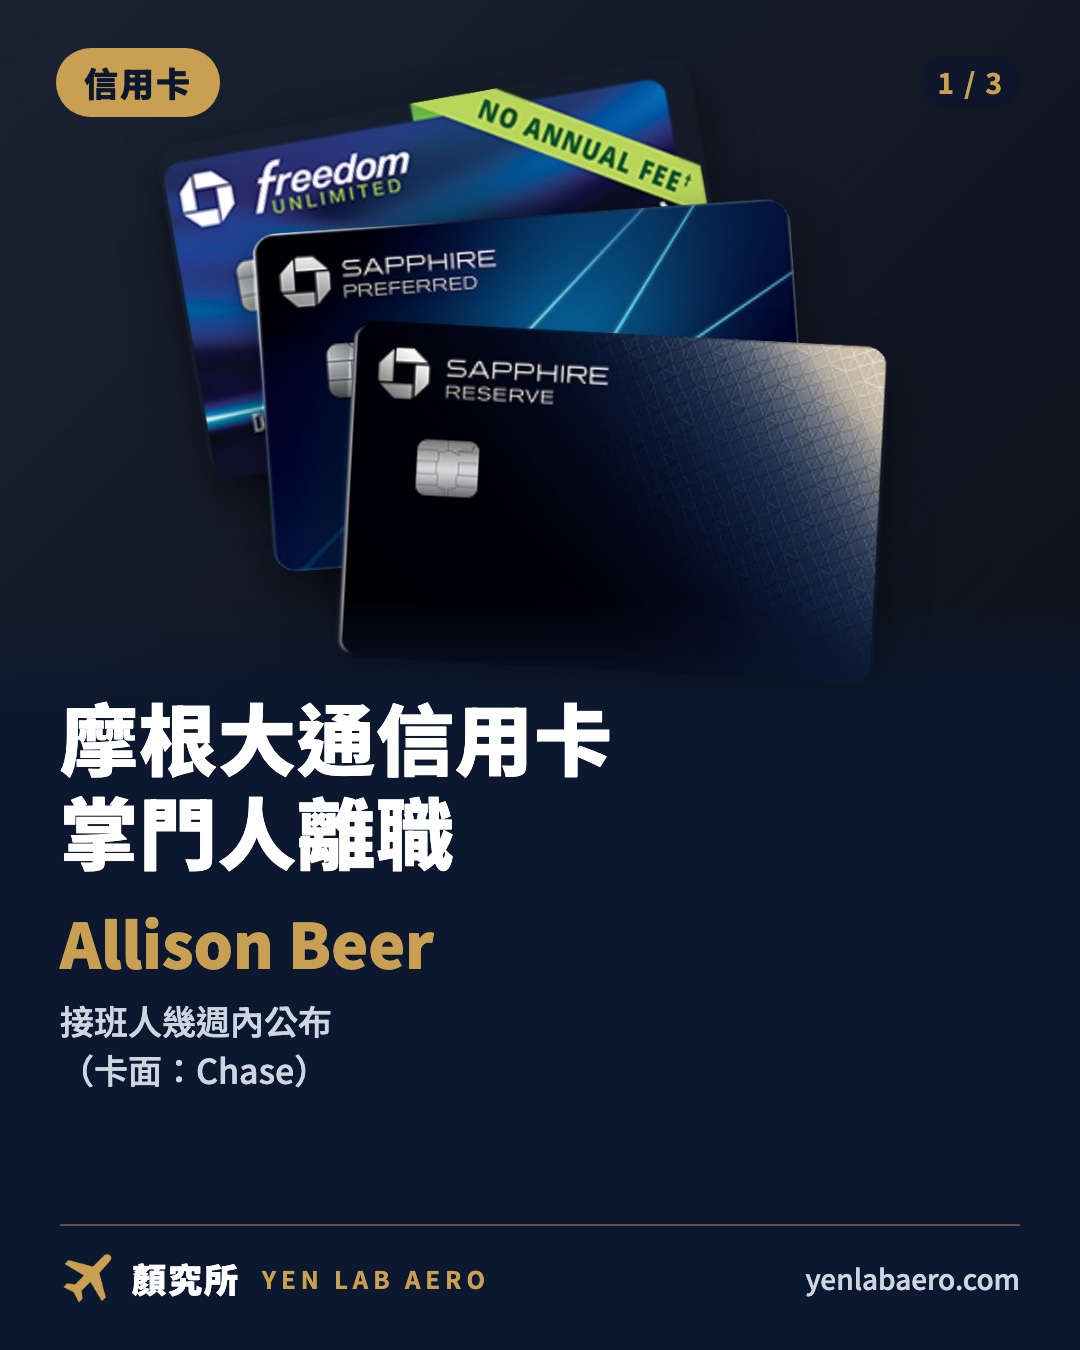 信用卡
1 / 3
NO ANNUAL FEE†
freedom
UNLIMITED
SAPPHIRE
PREFERRED
SAPPHIRE
RESERVE
摩根大通信用卡
掌門人離職
Allison Beer
接班人幾週內公布
（卡面：Chase）
顏究所 YEN LAB AERO
yenlabaero.com